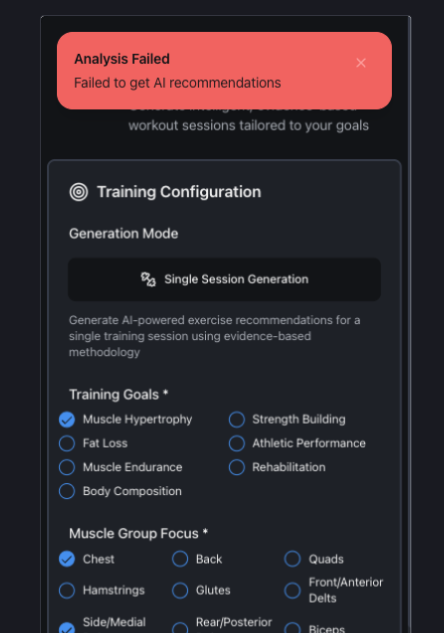 Analysis Failed
Failed to get AI recommendations
workout sessions tailored to your goals
Training Configuration
Generation Mode
Single Session Generation
Generate AI-powered exercise recommendations for a
single training session using evidence-based
methodology
Training Goals *
Muscle Hypertrophy
Strength Building
Fat Loss
Athletic Performance
Muscle Endurance
Rehabilitation
Body Composition
Muscle Group Focus *
Chest
Back
Quads
Hamstrings
Glutes
Front/Anterior
Delts
Side/Medial
Rear/Posterior
Biceps